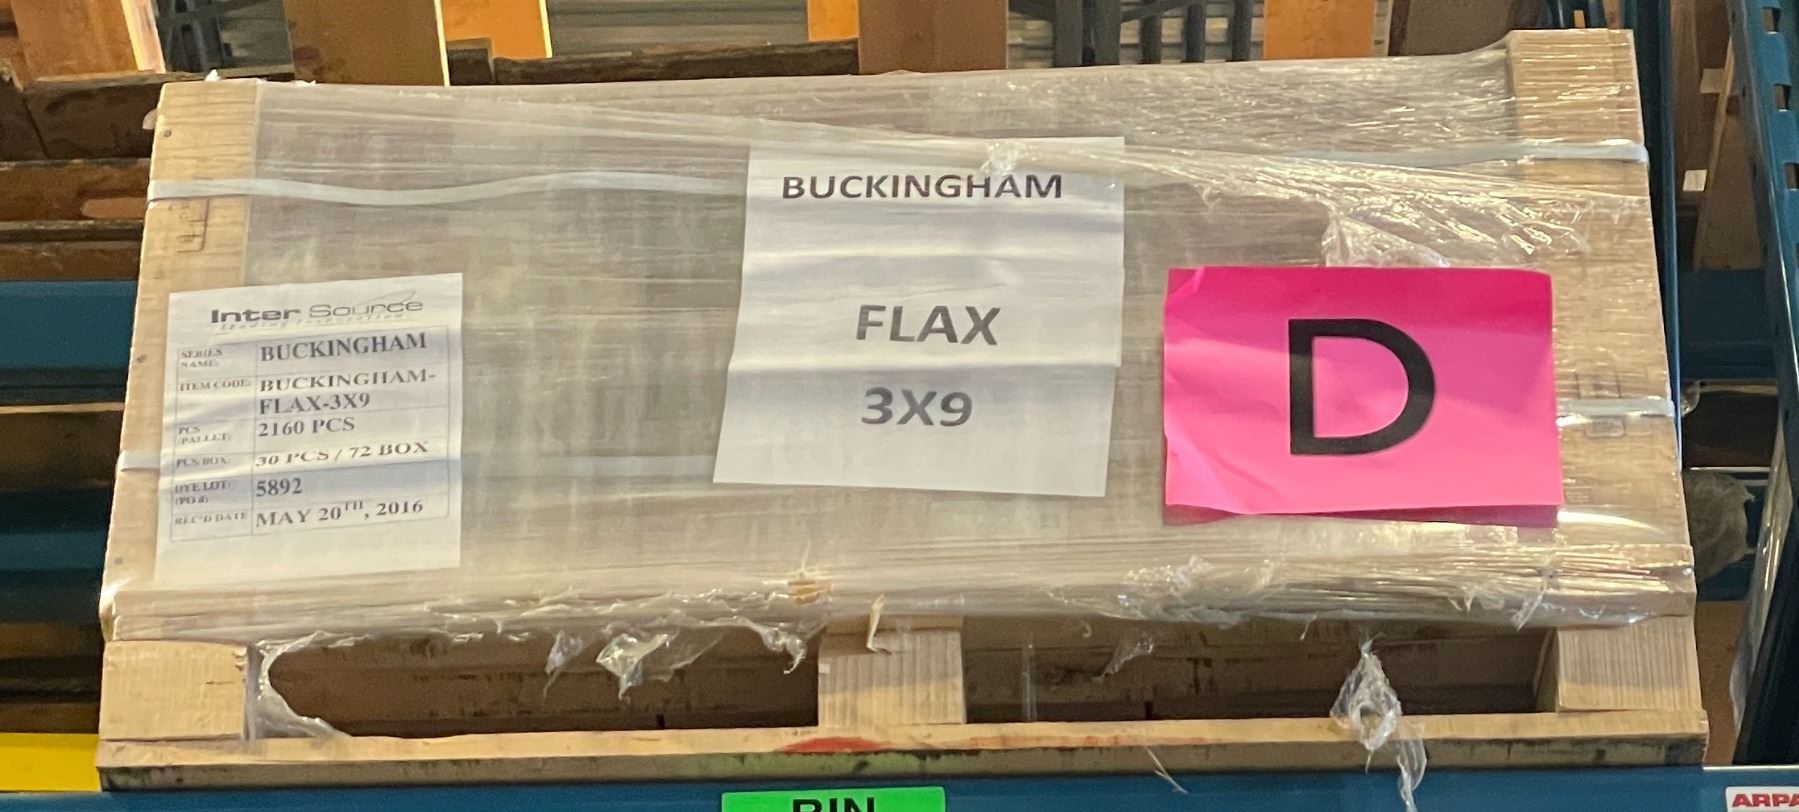 Inter Source
SERIES NAME: BUCKINGHAM
ITEM CODE: BUCKINGHAM-
FLAX-3X9
PCS (PALLET) 2160 PCS
PCS/BOX: 30 PCS / 72 BOX
DYE LOT: (PO #) 5892
REC'D DATE MAY 20TH, 2016
BUCKINGHAM
FLAX
3X9
D
BIN